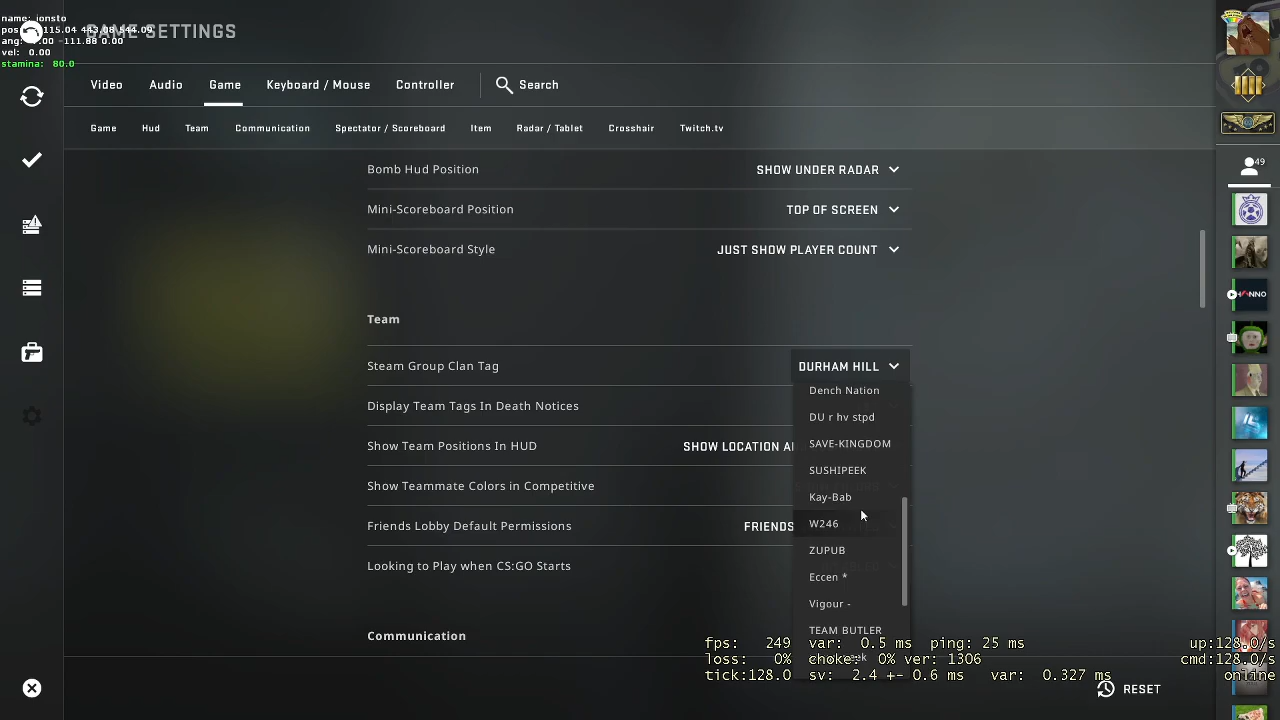 name: ionsto
GAME SETTINGS
vel: 0.00
stamina: 80.0
Video Audio Game Keyboard / Mouse Controller Search
Game Hud Team Communication Spectator / Scoreboard Item Radar / Tablet Crosshair Twitch.tv
49
Bomb Hud Position SHOW UNDER RADAR
Mini-Scoreboard Position TOP OF SCREEN
Mini-Scoreboard Style JUST SHOW PLAYER COUNT
Team
Steam Group Clan Tag DURHAM HILL
Dench Nation
Display Team Tags In Death Notices
DU r hv stpd
Show Team Positions In HUD SHOW LOCATION
SAVE-KINGDOM
SUSHIPEEK
Show Teammate Colors in Competitive
Kay-Bab
Friends Lobby Default Permissions FRIENDS
W246
ZUPUB
Looking to Play when CS:GO Starts
Eccen *
Vigour -
Communication
TEAM BUTLER
fps: 249 var: 0.5 ms ping: 25 ms up:128.0/s
loss: 0% choke: 0% ver: 1306 cmd:128.0/s
tick:128.0 sv: 2.4 +- 0.6 ms var: 0.327 ms online
RESET